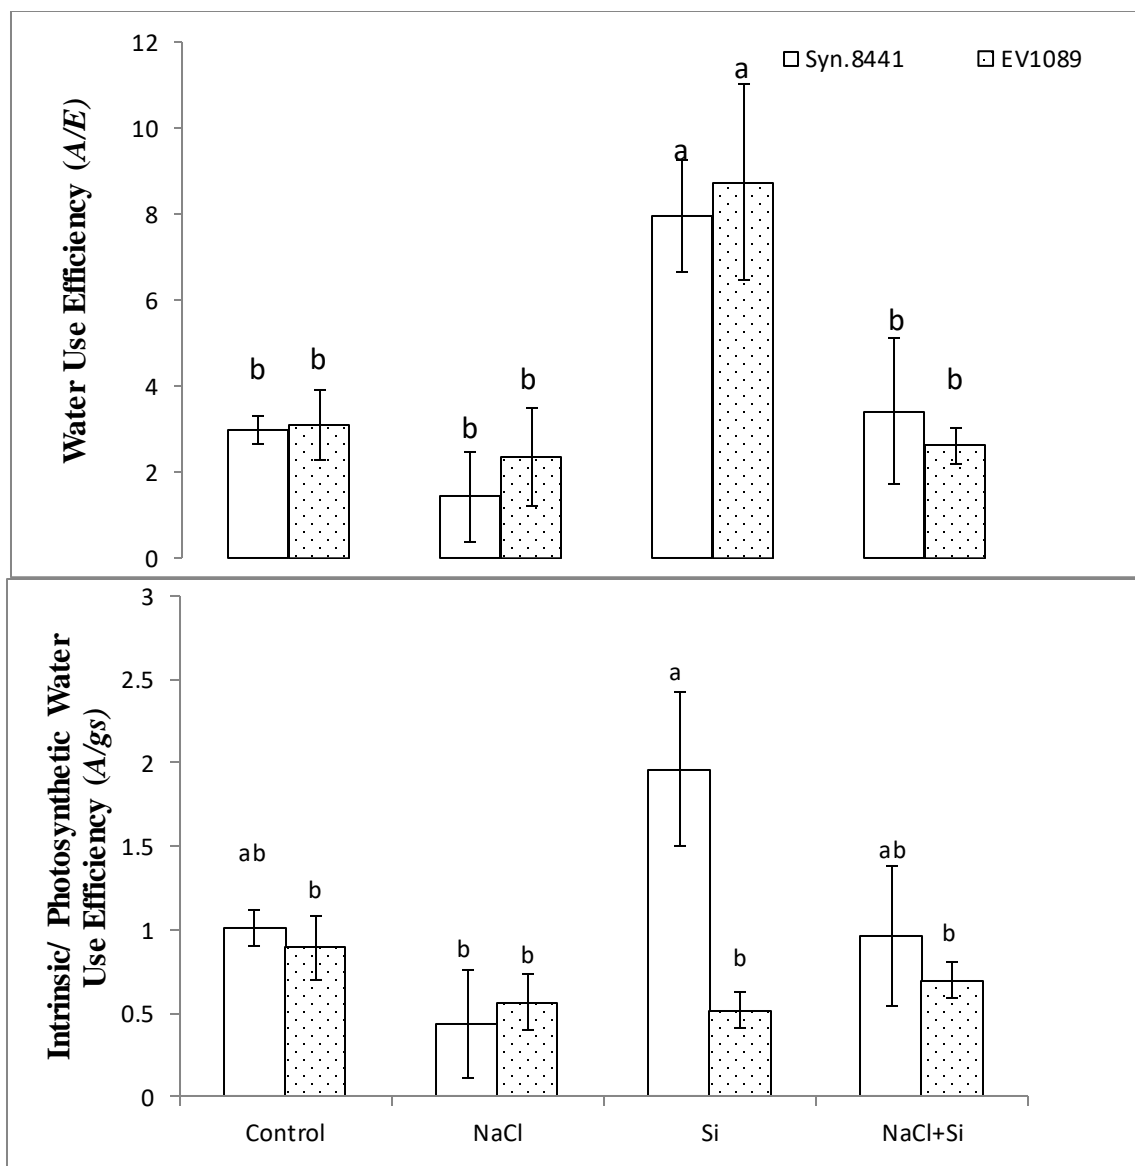 12
10
8
6
4
2
0
Water Use Efficiency (A/E)
Syn.8441 EV1089
b b b b a a b b
3
2.5
2
1.5
1
0.5
0
Intrinsic/ Photosynthetic Water
Use Efficiency (A/gs)
ab b b b a b ab b
Control NaCl Si NaCl+Si